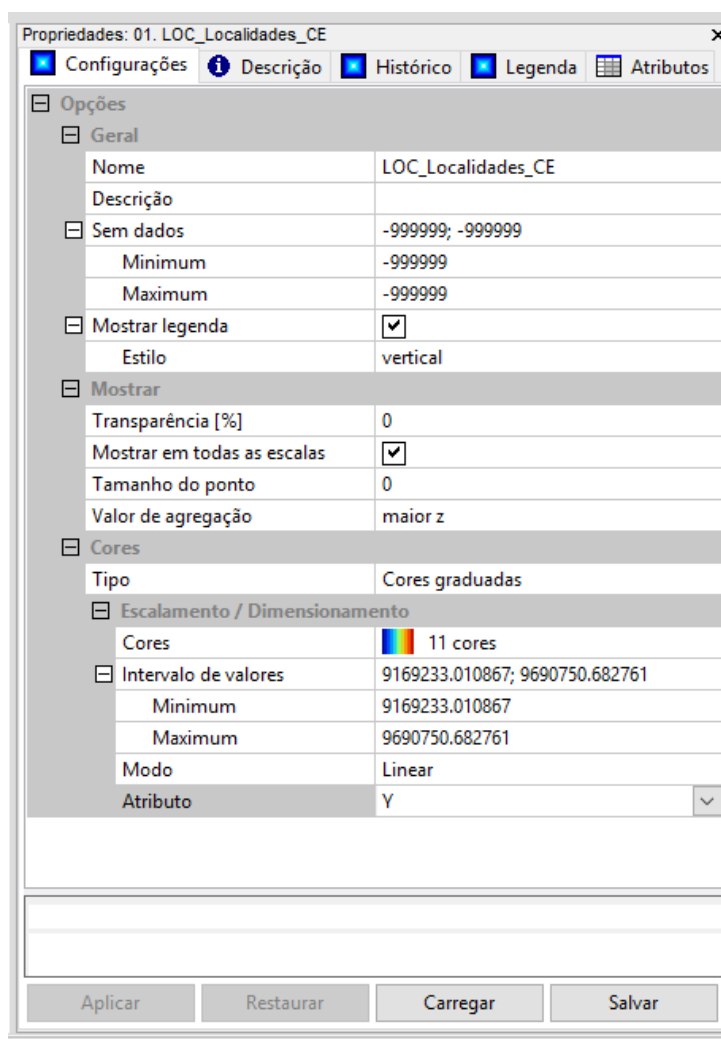 Propriedades: 01. LOC_Localidades_CE
Configurações Descrição Histórico Legenda Atributos
Opções
Geral
Nome LOC_Localidades_CE
Descrição
Sem dados -999999; -999999
Minimum -999999
Maximum -999999
Mostrar legenda
Estilo vertical
Mostrar
Transparência [%] 0
Mostrar em todas as escalas
Tamanho do ponto 0
Valor de agregação maior z
Cores
Tipo Cores graduadas
Escalamento / Dimensionamento
Cores 11 cores
Intervalo de valores 9169233.010867; 9690750.682761
Minimum 9169233.010867
Maximum 9690750.682761
Modo Linear
Atributo Y
Aplicar Restaurar Carregar Salvar